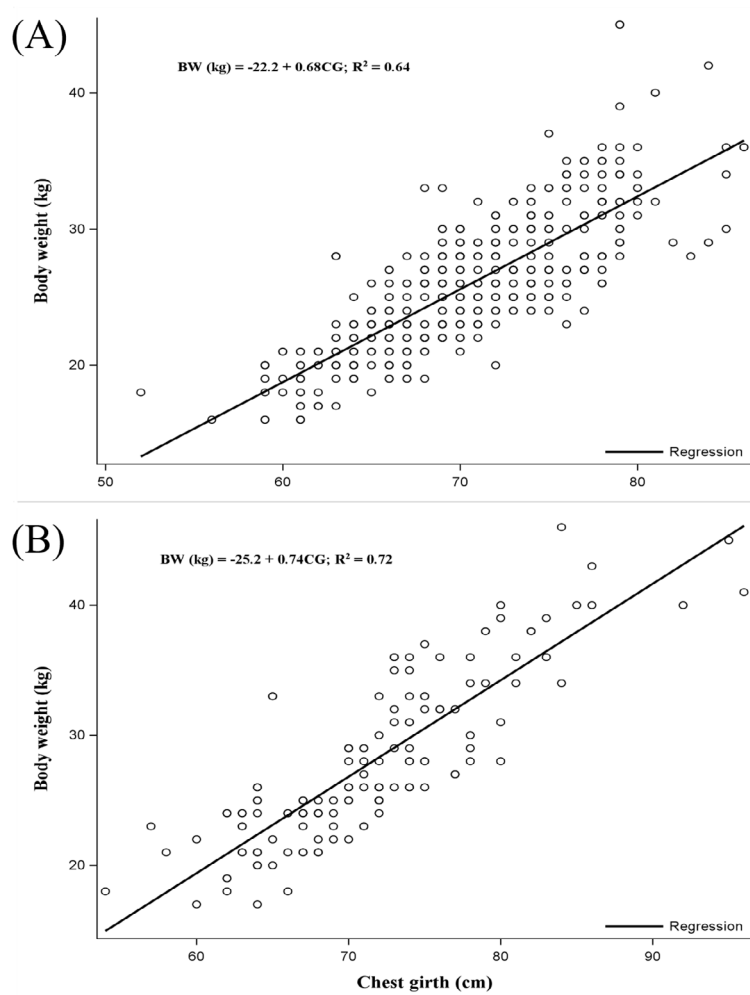 (A)
BW (kg) = -22.2 + 0.68CG; R² = 0.64
40
30
20
Body weight (kg)
Regression
50 60 70 80
(B)
BW (kg) = -25.2 + 0.74CG; R² = 0.72
40
30
20
Body weight (kg)
Regression
60 70 80 90
Chest girth (cm)